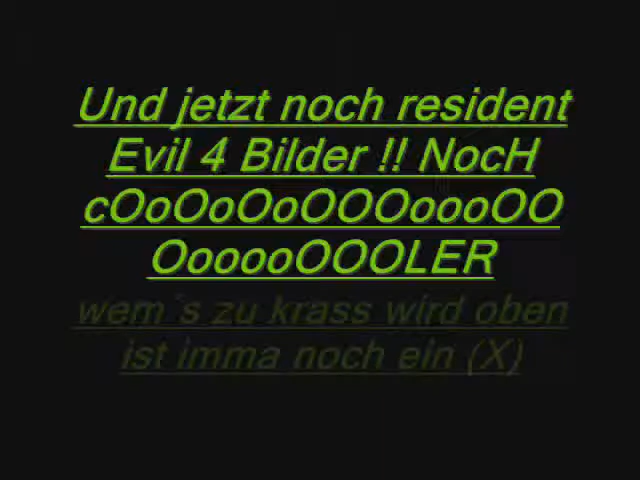 Und jetzt noch resident
Evil 4 Bilder !! NocH
cOoOoOoOOOoooOO
OooooOOOLER
wem´s zu krass wird oben
ist imma noch ein (X)